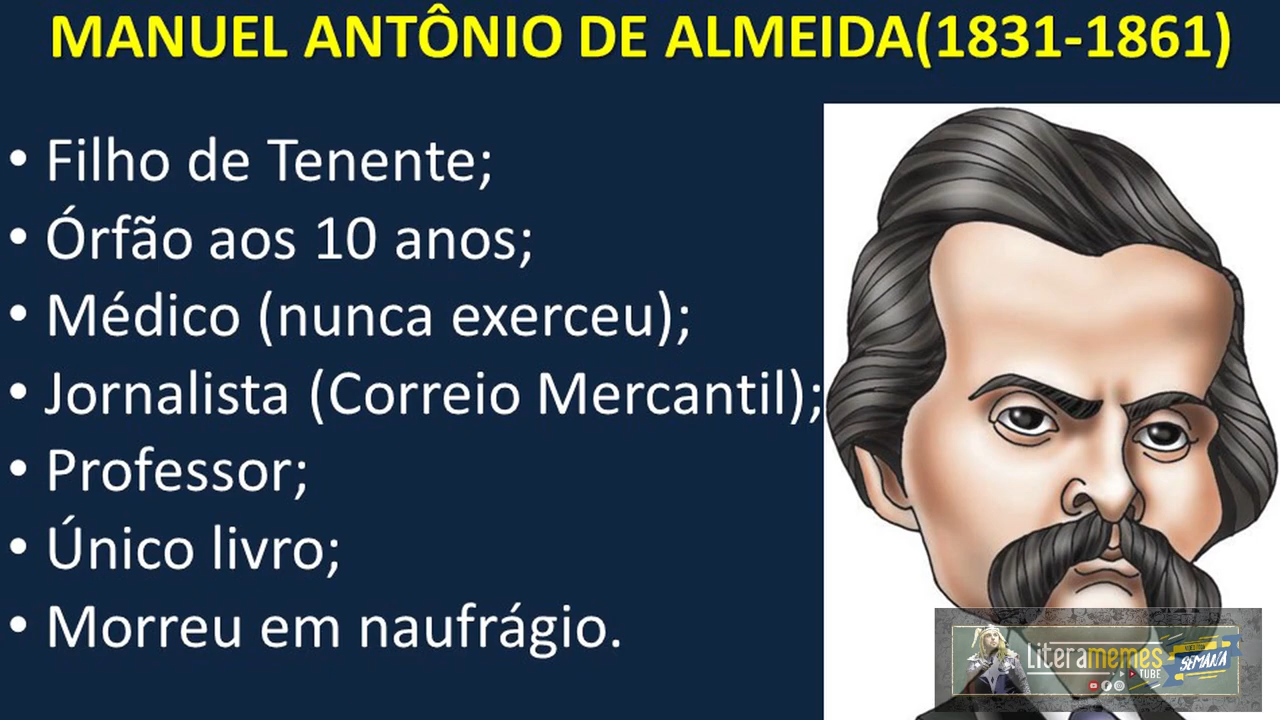 MANUEL ANTÔNIO DE ALMEIDA(1831-1861)
• Filho de Tenente;
• Órfão aos 10 anos;
• Médico (nunca exerceu);
• Jornalista (Correio Mercantil);
• Professor;
• Único livro;
• Morreu em naufrágio.
Literamemes
TUBE
SEMANA